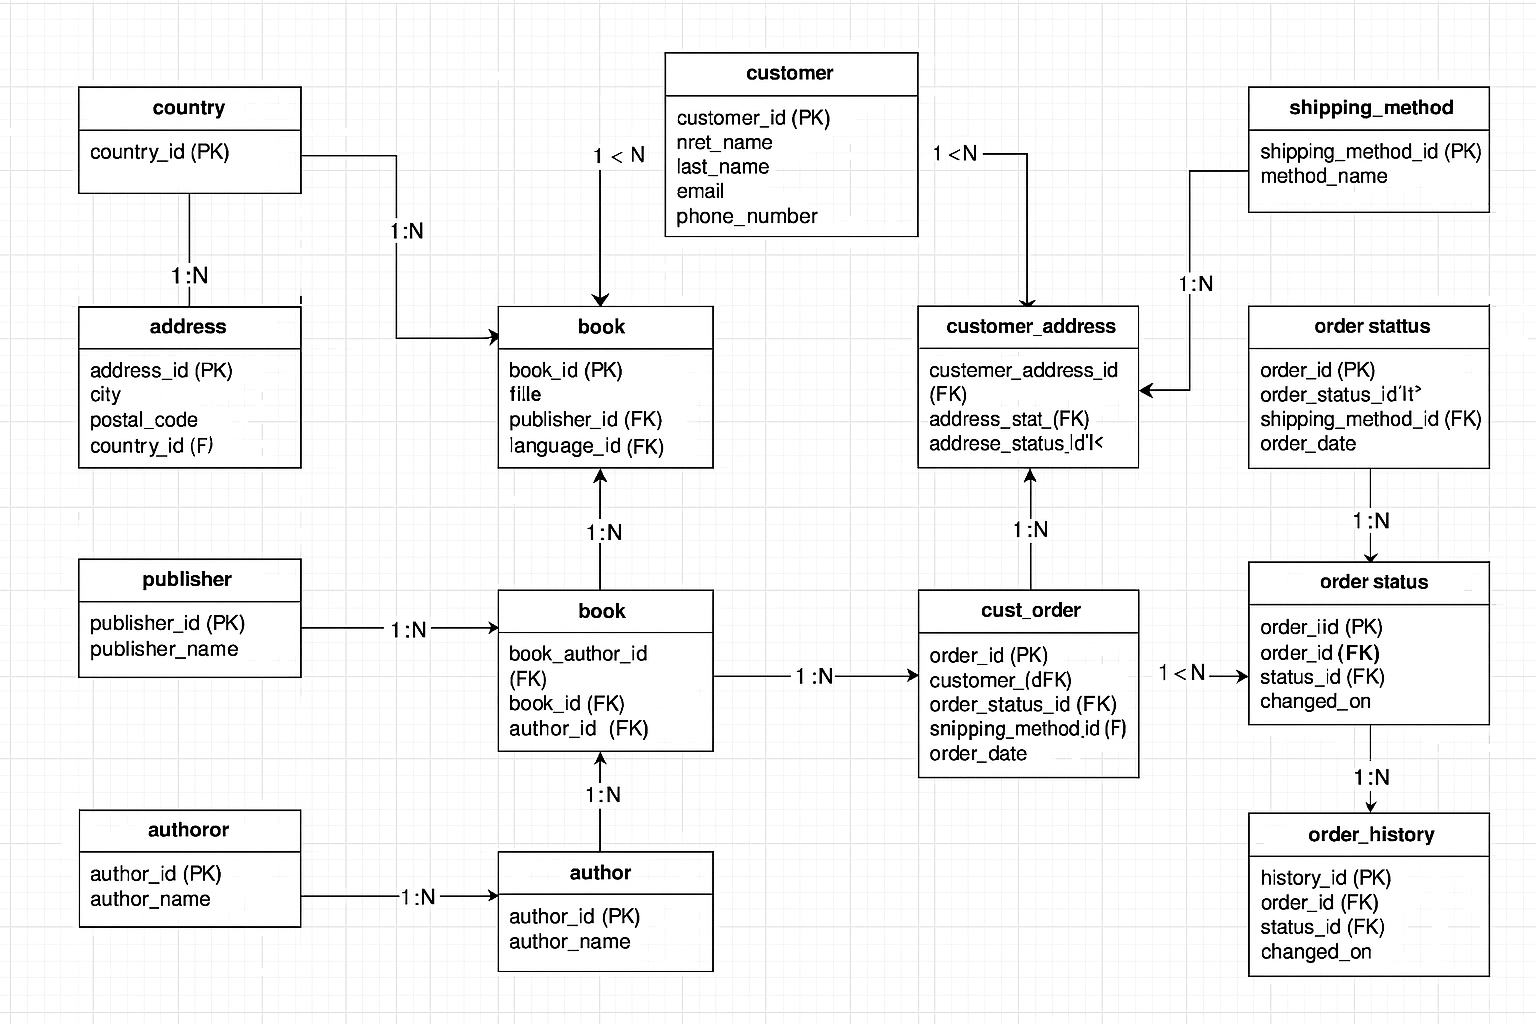 country
country_id (PK)
1:N
1:N
address
address_id (PK)
city
postal_code
country_id (F)
1 < N
customer
customer_id (PK)
nret_name
last_name
email
phone_number
1 <N
shipping_method
shipping_method_id (PK)
method_name
1:N
book
book_id (PK)
fille
publisher_id (FK)
language_id (FK)
customer_address
custemer_address_id
(FK)
address_stat_(FK)
addrese_status_id'l<
order stattus
order_id (PK)
order_status_id'lt>
shipping_method_id (FK)
order_date
1:N
1:N
1:N
publisher
publisher_id (PK)
publisher_name
1:N
book
book_author_id
(FK)
book_id (FK)
author_id (FK)
1:N
cust_order
order_id (PK)
customer_(dFK)
order_status_id (FK)
snipping_method_id (F)
order_date
1 < N
order status
order_iid (PK)
order_id (FK)
status_id (FK)
changed_on
1:N
1:N
authoror
author_id (PK)
author_name
1:N
author
author_id (PK)
author_name
order_history
history_id (PK)
order_id (FK)
status_id (FK)
changed_on